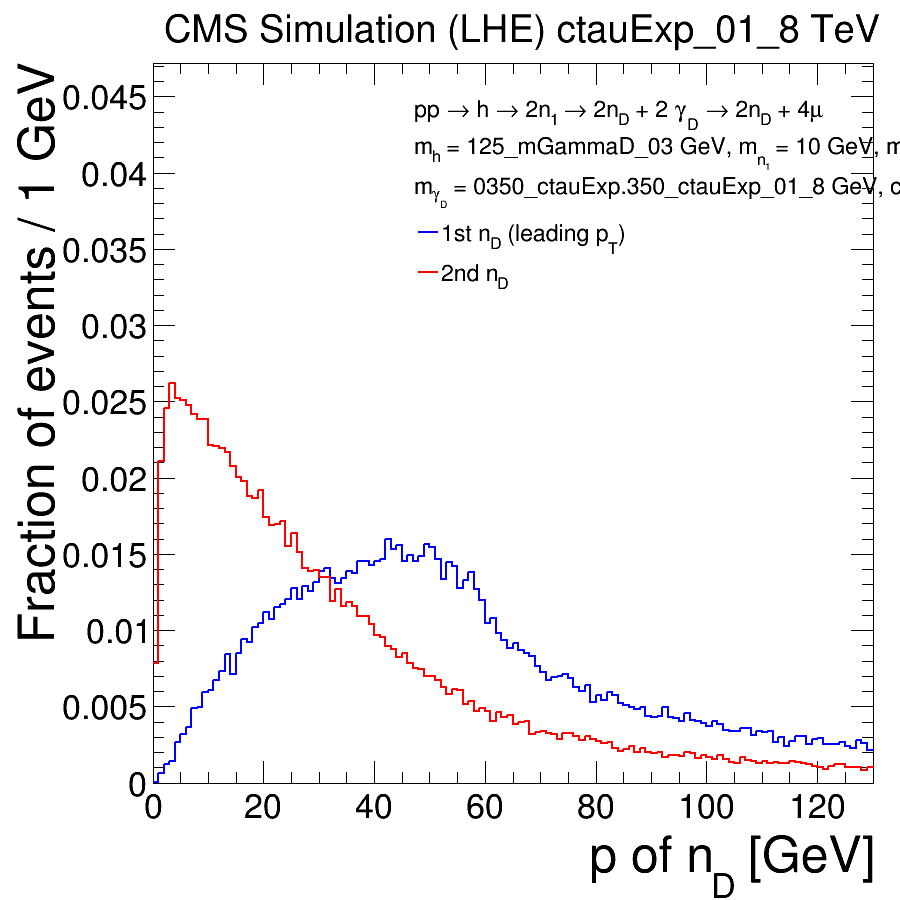 CMS Simulation (LHE) ctauExp_01_8 TeV
pp → h → 2n1 → 2nD + 2 γD → 2nD + 4μ
mh = 125_mGammaD_03 GeV, mn1 = 10 GeV, m
mγD = 0350_ctauExp.350_ctauExp_01_8 GeV, c
1st nD (leading pT)
2nd nD
Fraction of events / 1 GeV
0.045
0.04
0.035
0.03
0.025
0.02
0.015
0.01
0.005
0
0 20 40 60 80 100 120
p of nD [GeV]